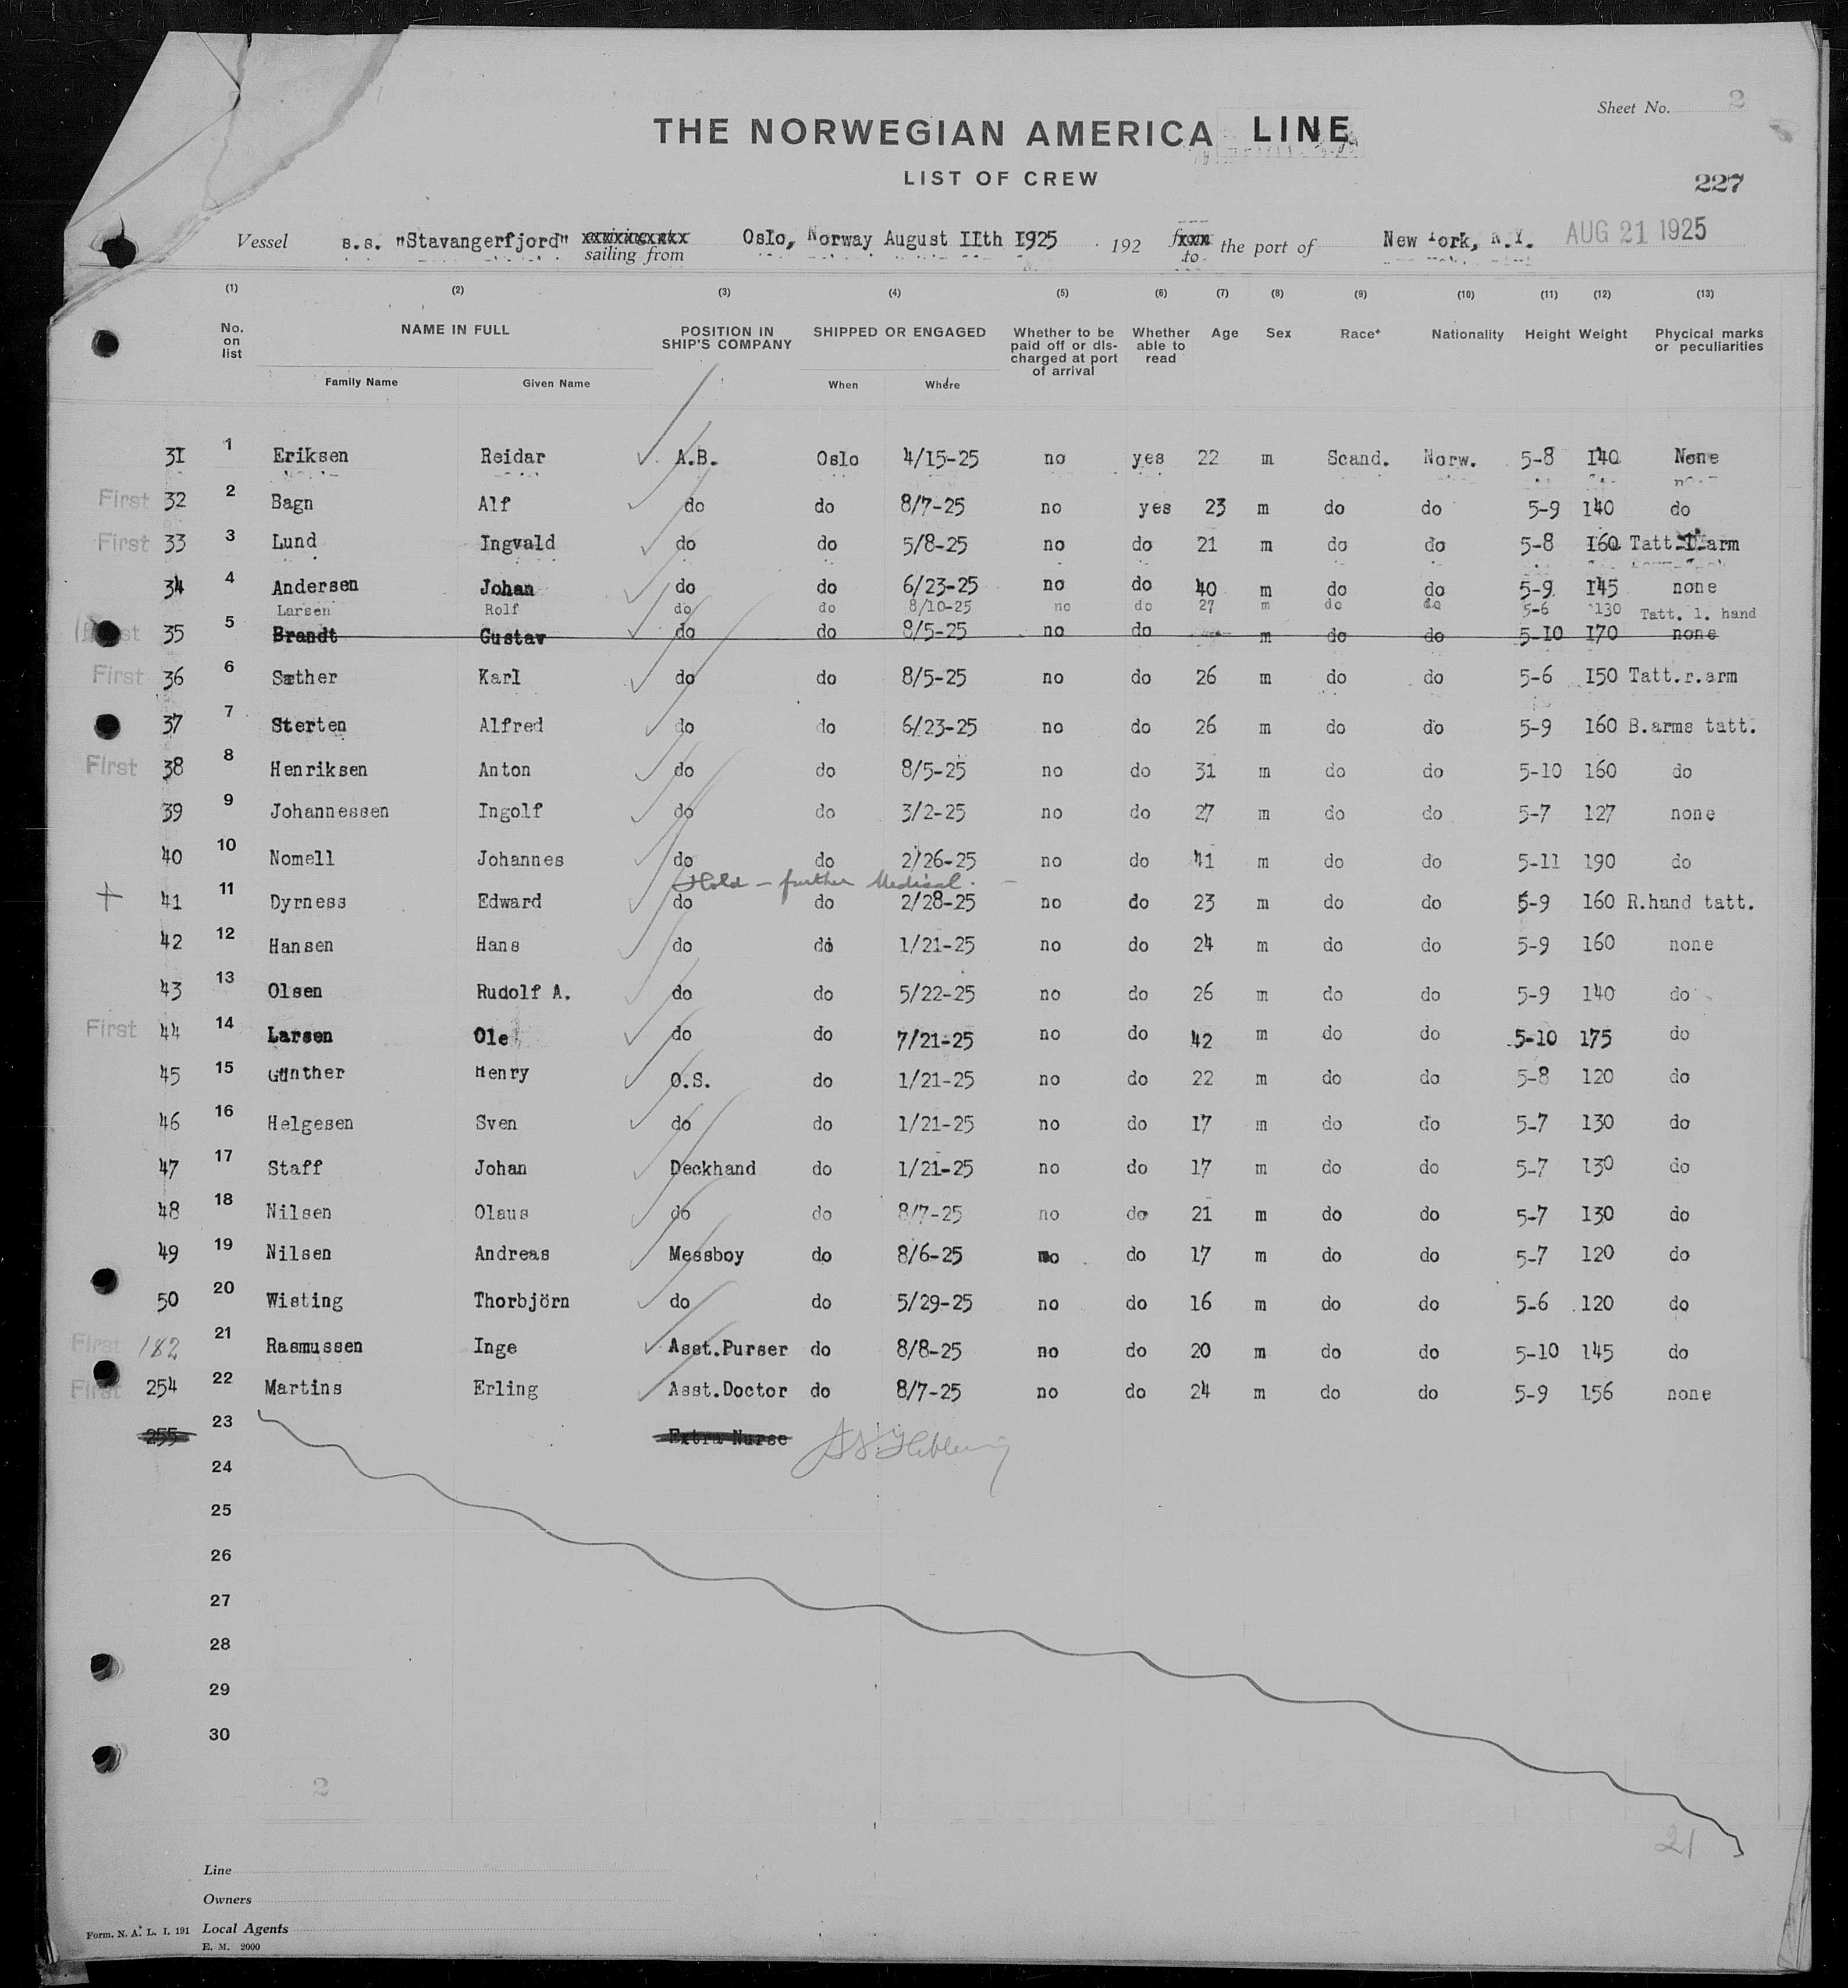 Sheet No. 2
THE NORWEGIAN AMERICA LINE
LIST OF CREW
227
Vessel s.s. "Stavangerfjord" sailing from Oslo, Norway August IIth I925 192 to the port of New York, N.Y. AUG 21 1925
(1) (2) (3) (4) (5) (6) (7) (8) (9) (10) (11) (12) (13)
No. on list NAME IN FULL POSITION IN SHIP'S COMPANY SHIPPED OR ENGAGED Whether to be paid off or discharged at port of arrival Whether able to read Age Sex Race* Nationality Height Weight Phycical marks or peculiarities
Family Name Given Name When Where
3I 1 Eriksen Reidar A.B. Oslo 4/15-25 no yes 22 m Scand. Norw. 5-8 I40 None
First 32 2 Bagn Alf do do 8/7-25 no yes 23 m do do 5-9 140 do
First 33 3 Lund Ingvald do do 5/8-25 no do 21 m do do 5-8 I60 Tatt. arm
34 4 Andersen Johan do do 6/23-25 no do 40 m do do 5-9 I45 none
Larsen Rolf do do 8/10-25 no do 27 m do do 5-6 130 Tatt. l. hand
35 5 Brandt Gustav do do 8/5-25 no do m do do 5-10 I70 none
First 36 6 Sæther Karl do do 8/5-25 no do 26 m do do 5-6 I50 Tatt.r.arm
37 7 Sterten Alfred do do 6/23-25 no do 26 m do do 5-9 160 B.arms tatt.
First 38 8 Henriksen Anton do do 8/5-25 no do 31 m do do 5-10 160 do
39 9 Johannessen Ingolf do do 3/2-25 no do 27 m do do 5-7 127 none
40 10 Nomell Johannes do do 2/26-25 no do 41 m do do 5-11 190 do
Hold - further Medical.
41 11 Dyrness Edward do do 2/28-25 no do 23 m do do 5-9 160 R.hand tatt.
42 12 Hansen Hans do do 1/21-25 no do 24 m do do 5-9 160 none
43 13 Olsen Rudolf A. do do 5/22-25 no do 26 m do do 5-9 140 do
First 44 14 Larsen Ole do do 7/21-25 no do 42 m do do 5-10 175 do
45 15 Günther Henry O.S. do 1/21-25 no do 22 m do do 5-8 120 do
46 16 Helgesen Sven do do 1/21-25 no do 17 m do do 5-7 130 do
47 17 Staff Johan Deckhand do 1/21-25 no do 17 m do do 5-7 130 do
48 18 Nilsen Olaus do do 8/7-25 no do 21 m do do 5-7 130 do
49 19 Nilsen Andreas Messboy do 8/6-25 no do 17 m do do 5-7 120 do
50 20 Wisting Thorbjörn do do 5/29-25 no do 16 m do do 5-6 120 do
First 182 21 Rasmussen Inge Asst.Purser do 8/8-25 no do 20 m do do 5-10 145 do
First 254 22 Martins Erling Asst.Doctor do 8/7-25 no do 24 m do do 5-9 156 none
255 23 Extra Nurse
24
25
26
27
28
29
30
2
21
Line
Owners
Form. N. A. L. I. 191 Local Agents
E. M. 2000